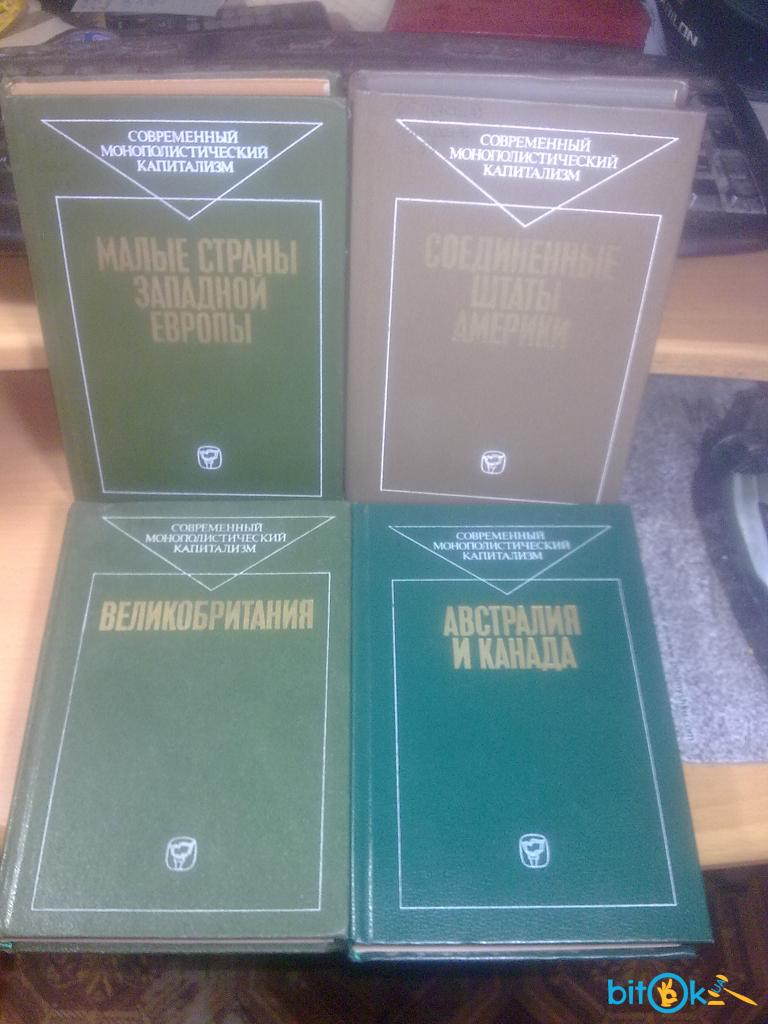 СОВРЕМЕННЫЙ
МОНОПОЛИСТИЧЕСКИЙ
КАПИТАЛИЗМ
МАЛЫЕ СТРАНЫ
ЗАПАДНОЙ
ЕВРОПЫ
СОВРЕМЕННЫЙ
МОНОПОЛИСТИЧЕСКИЙ
КАПИТАЛИЗМ
СОЕДИНЕННЫЕ
ШТАТЫ
АМЕРИКИ
СОВРЕМЕННЫЙ
МОНОПОЛИСТИЧЕСКИЙ
КАПИТАЛИЗМ
ВЕЛИКОБРИТАНИЯ
СОВРЕМЕННЫЙ
МОНОПОЛИСТИЧЕСКИЙ
КАПИТАЛИЗМ
АВСТРАЛИЯ
И КАНАДА
bitOk UA